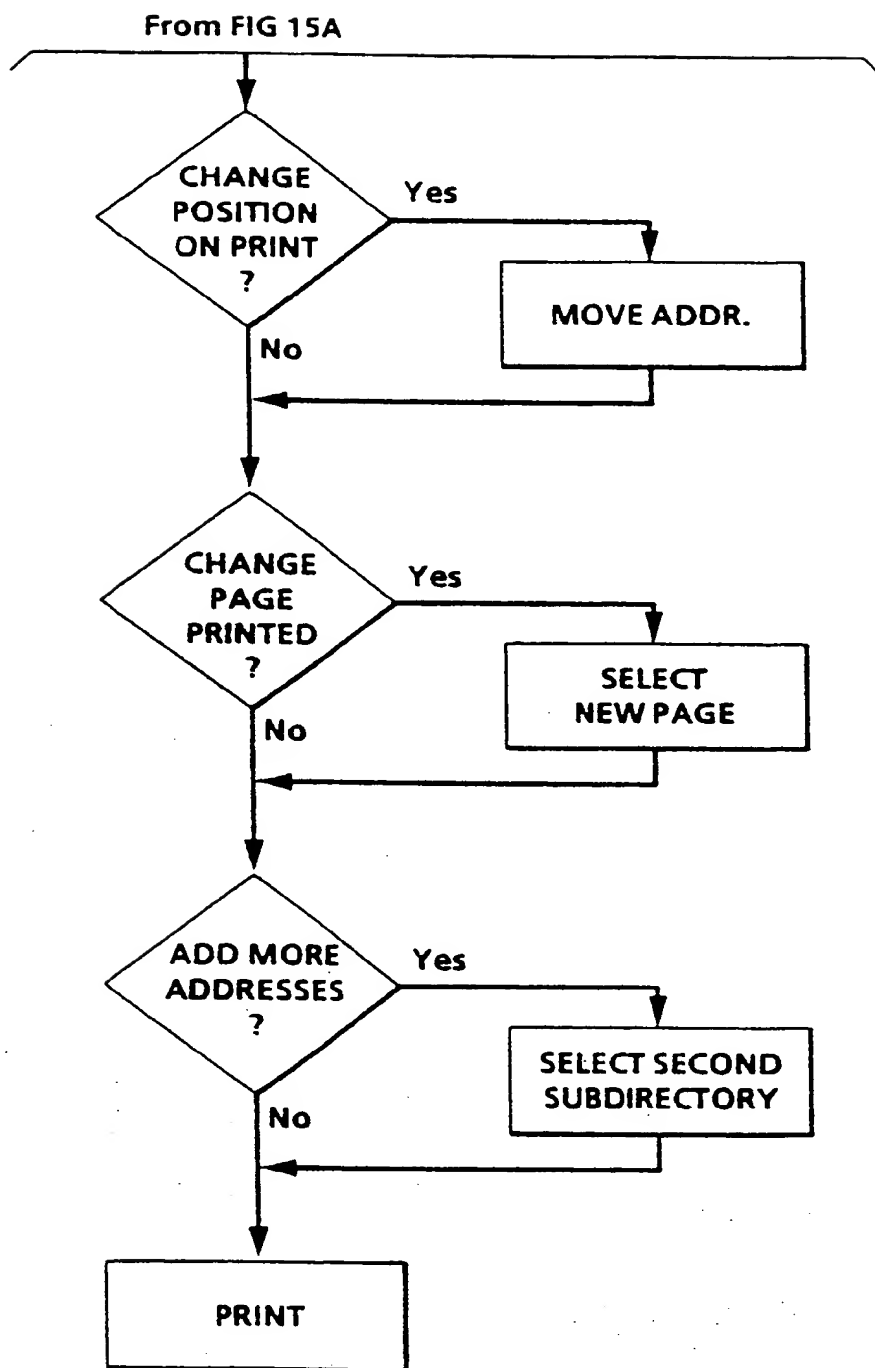 From FIG 15A
CHANGE
POSITION
ON PRINT
?
Yes
MOVE ADDR.
No
CHANGE
PAGE
PRINTED
?
Yes
SELECT
NEW PAGE
No
ADD MORE
ADDRESSES
?
Yes
SELECT SECOND
SUBDIRECTORY
No
PRINT